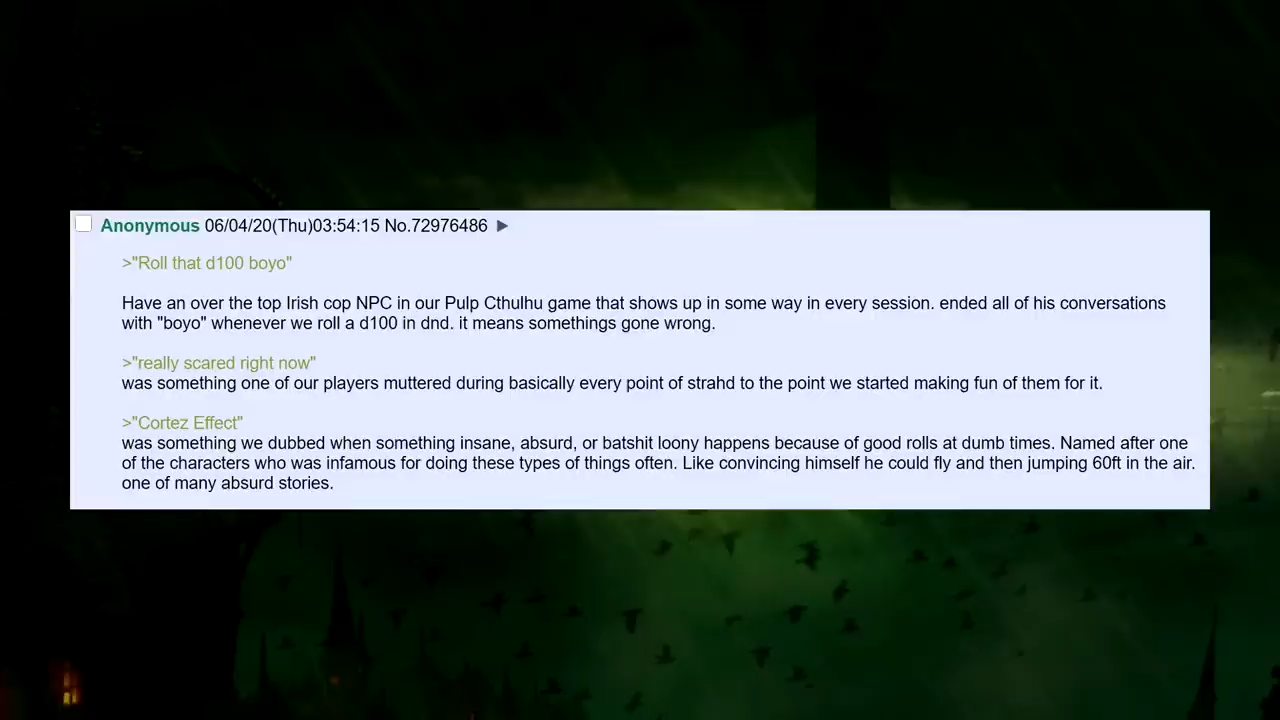 Anonymous 06/04/20(Thu)03:54:15 No.72976486 ▶
>"Roll that d100 boyo"
Have an over the top Irish cop NPC in our Pulp Cthulhu game that shows up in some way in every session. ended all of his conversations
with "boyo" whenever we roll a d100 in dnd. it means somethings gone wrong.
>"really scared right now"
was something one of our players muttered during basically every point of strahd to the point we started making fun of them for it.
>"Cortez Effect"
was something we dubbed when something insane, absurd, or batshit loony happens because of good rolls at dumb times. Named after one
of the characters who was infamous for doing these types of things often. Like convincing himself he could fly and then jumping 60ft in the air.
one of many absurd stories.